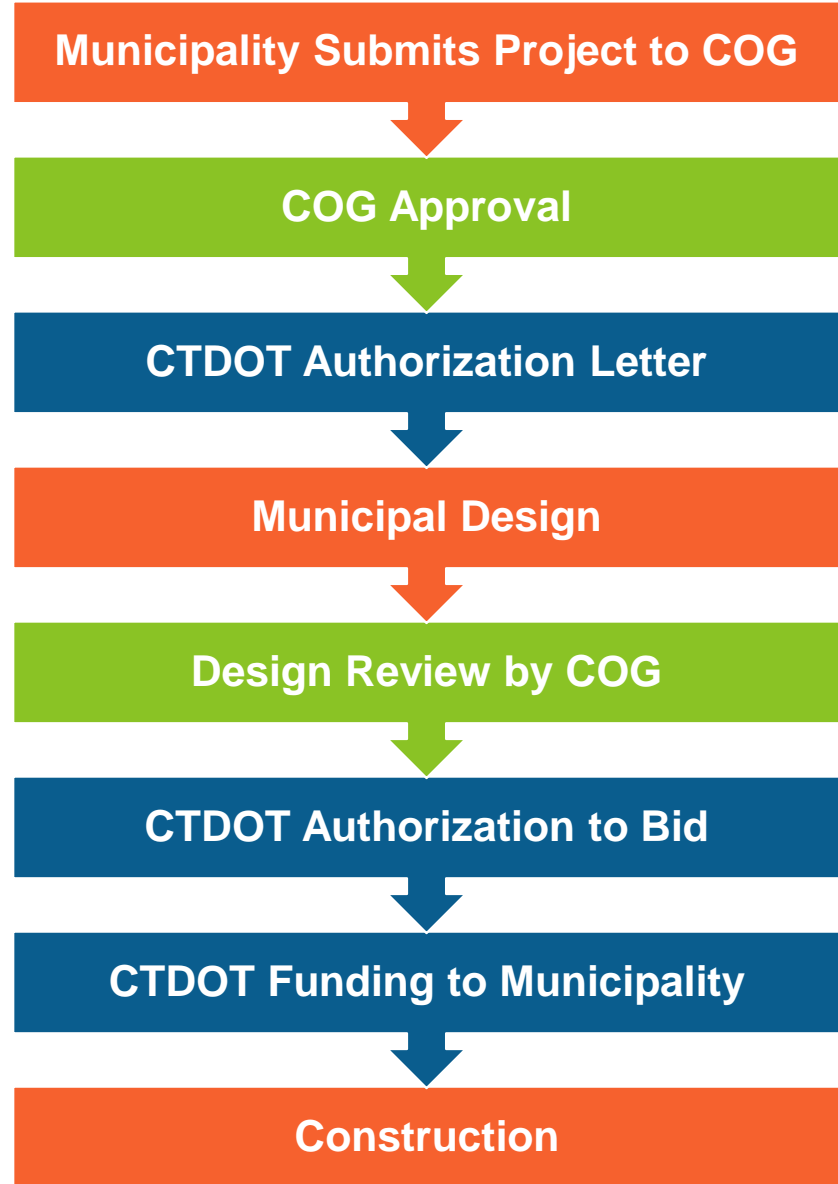 Municipality Submits Project to COG
COG Approval
CTDOT Authorization Letter
Municipal Design
Design Review by COG
CTDOT Authorization to Bid
CTDOT Funding to Municipality
Construction